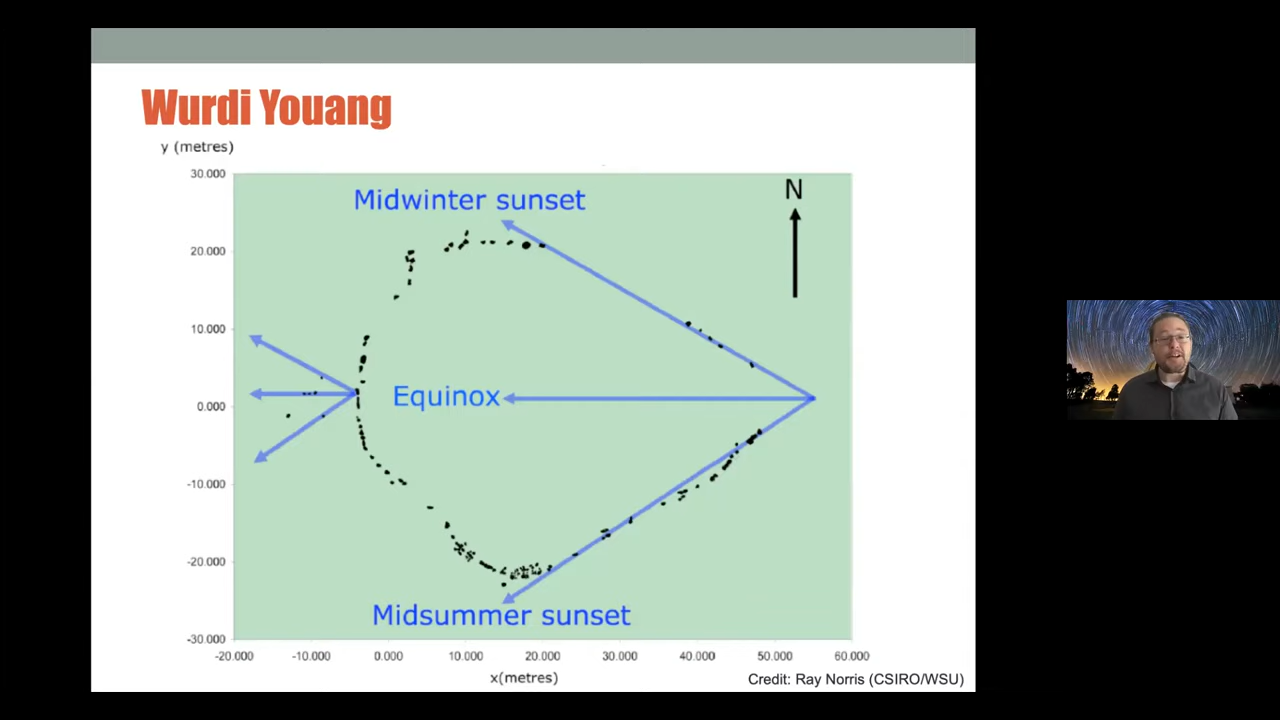 Wurdi Youang
y (metres)
30.000
20.000
10.000
0.000
-10.000
-20.000
-30.000
Midwinter sunset
N
Equinox
Midsummer sunset
-20.000 -10.000 0.000 10.000 20.000 30.000 40.000 50.000 60.000
x(metres)
Credit: Ray Norris (CSIRO/WSU)